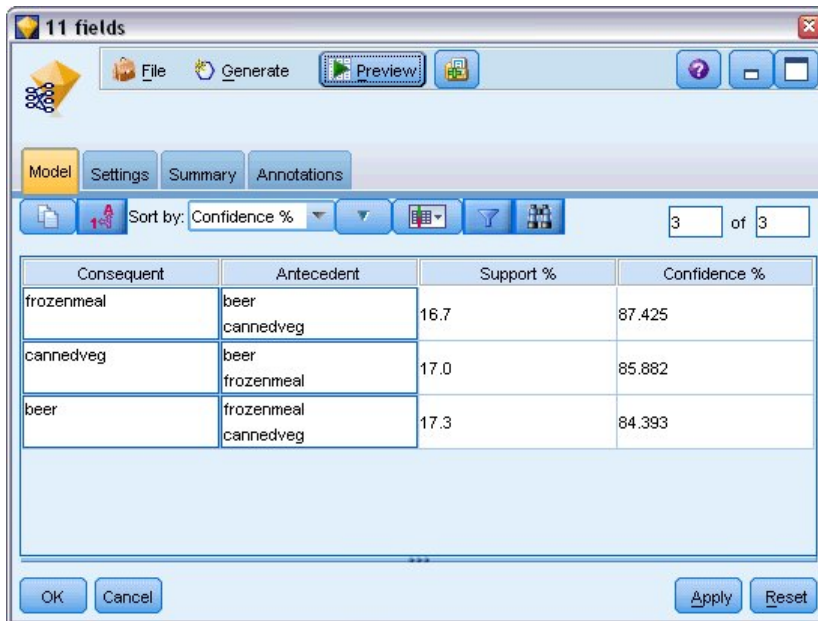 11 fields
File Generate Preview
Model Settings Summary Annotations
Sort by: Confidence % 3 of 3
Consequent Antecedent Support % Confidence %
frozenmeal beer 16.7 87.425
cannedveg
cannedveg beer 17.0 85.882
frozenmeal
beer frozenmeal 17.3 84.393
cannedveg
OK Cancel Apply Reset